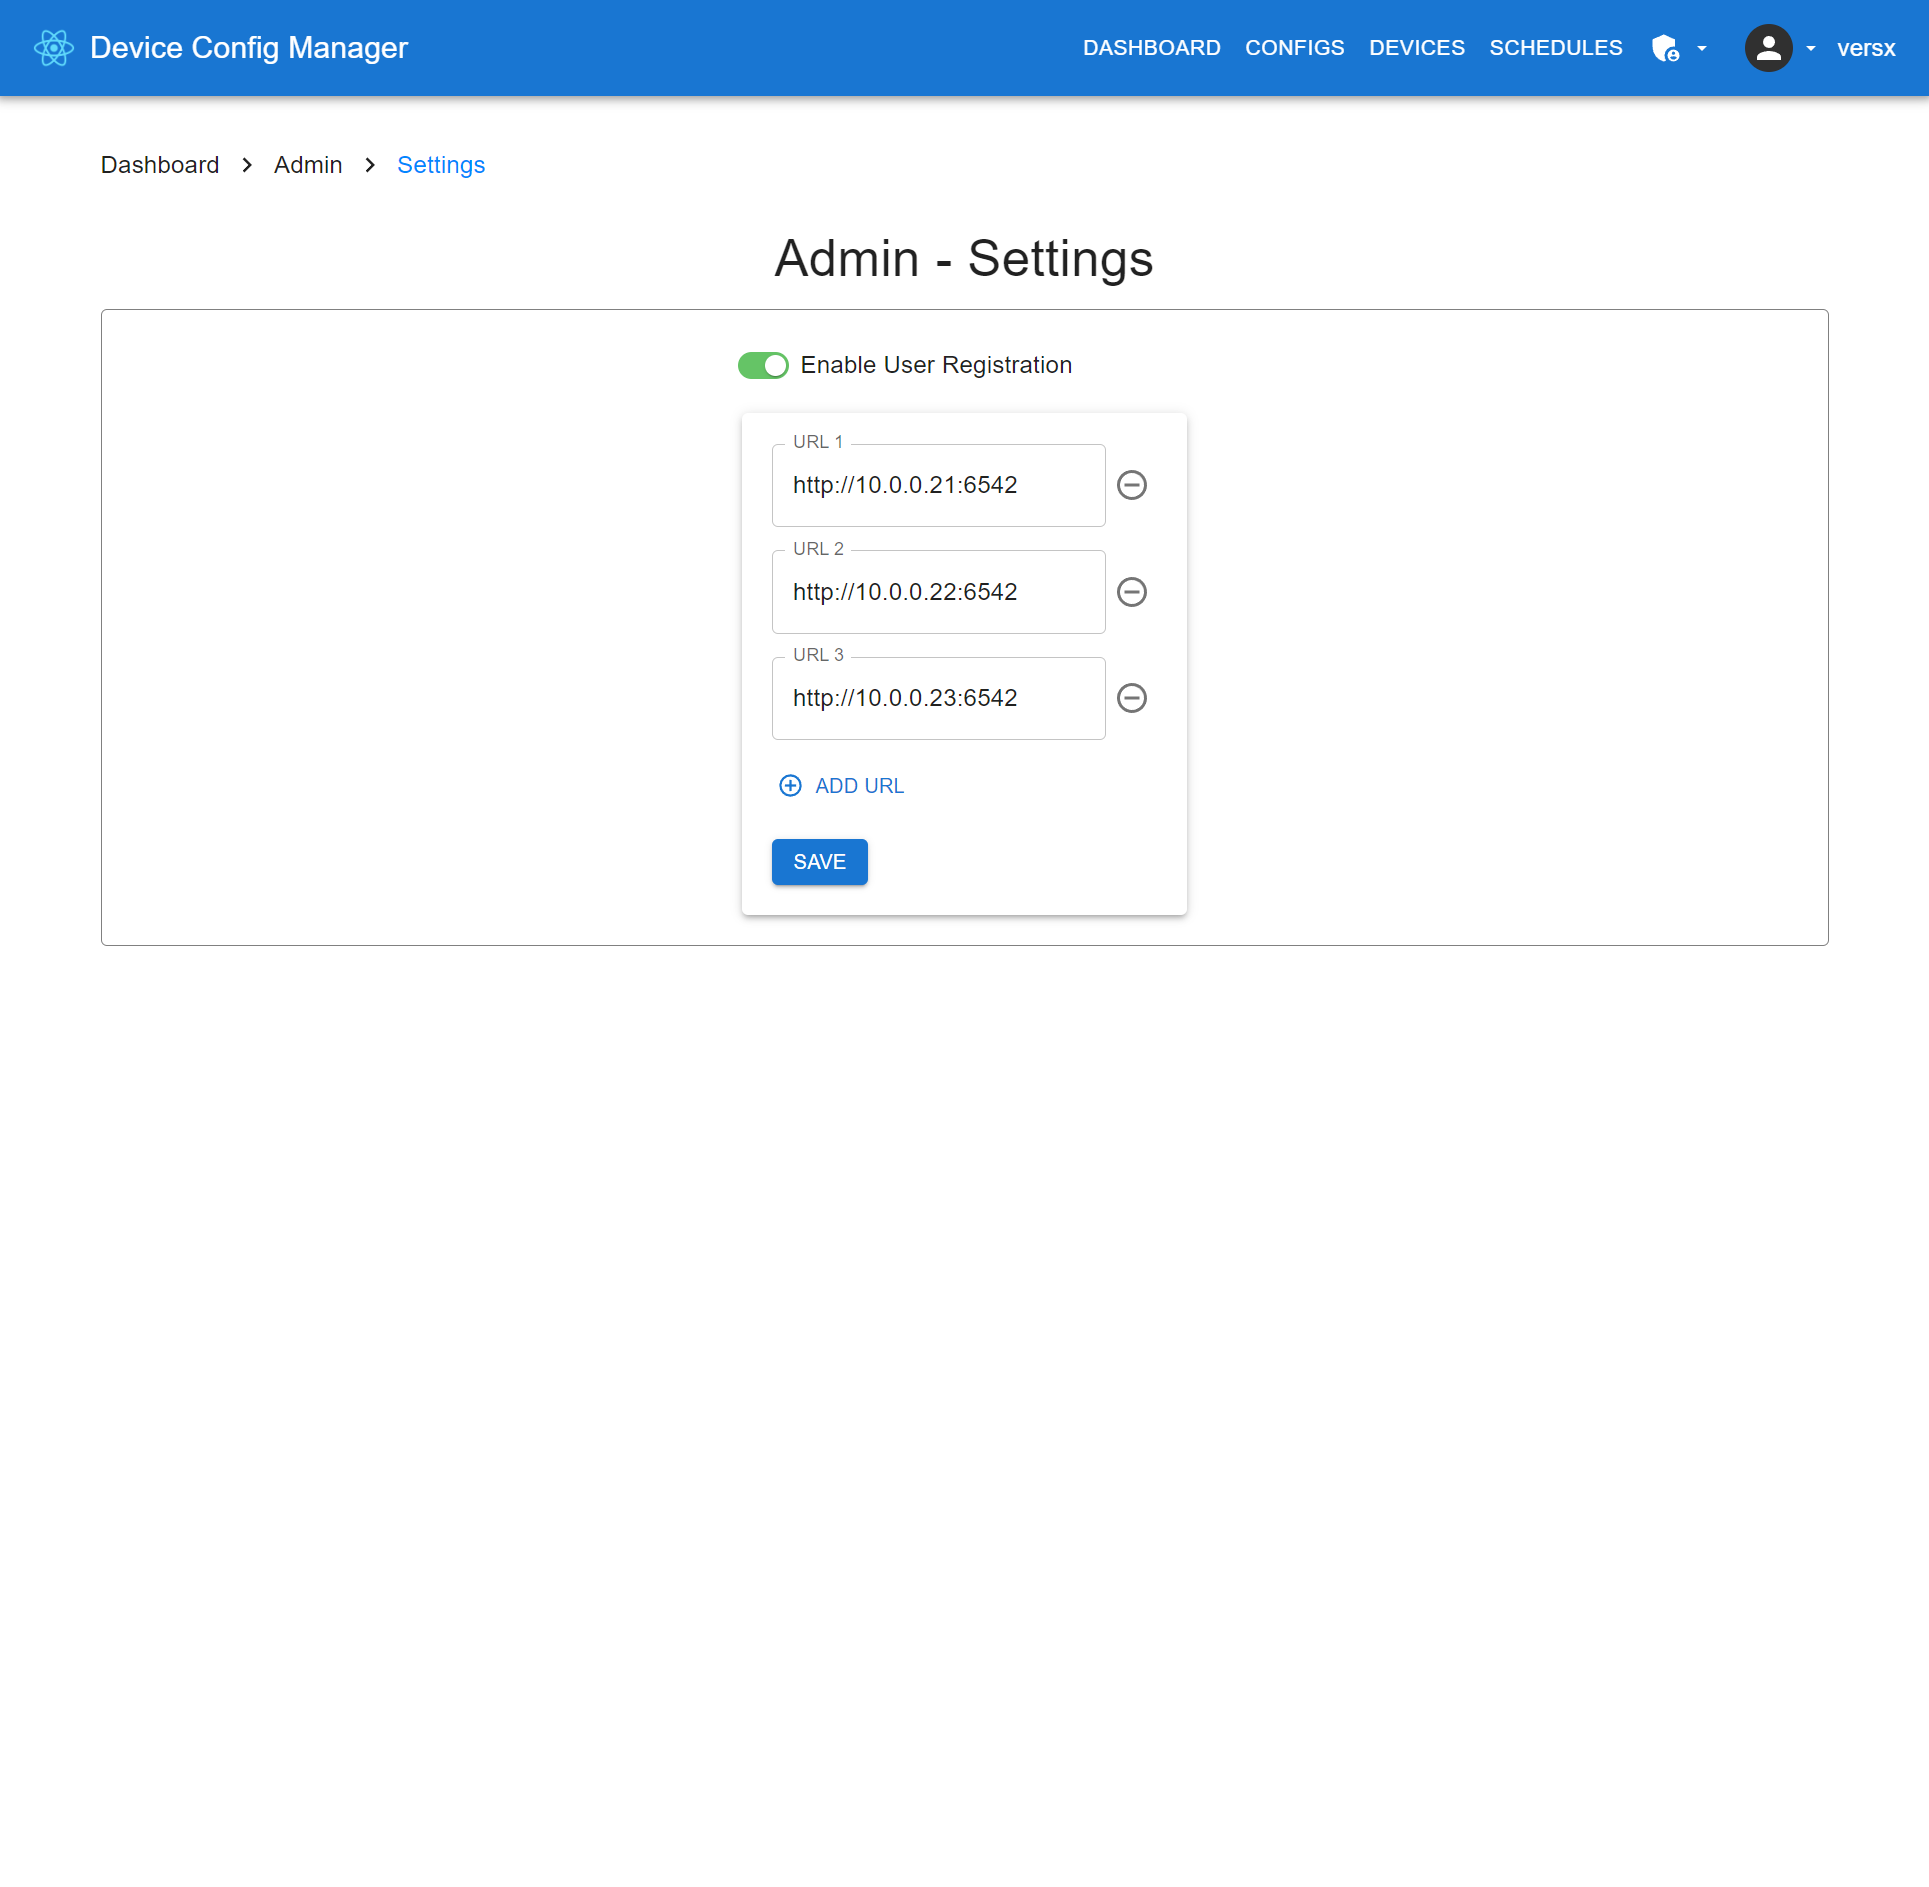 Device Config Manager DASHBOARD CONFIGS DEVICES SCHEDULES versx
Dashboard > Admin > Settings
Admin - Settings
Enable User Registration
URL 1
http://10.0.0.21:6542
URL 2
http://10.0.0.22:6542
URL 3
http://10.0.0.23:6542
ADD URL
SAVE